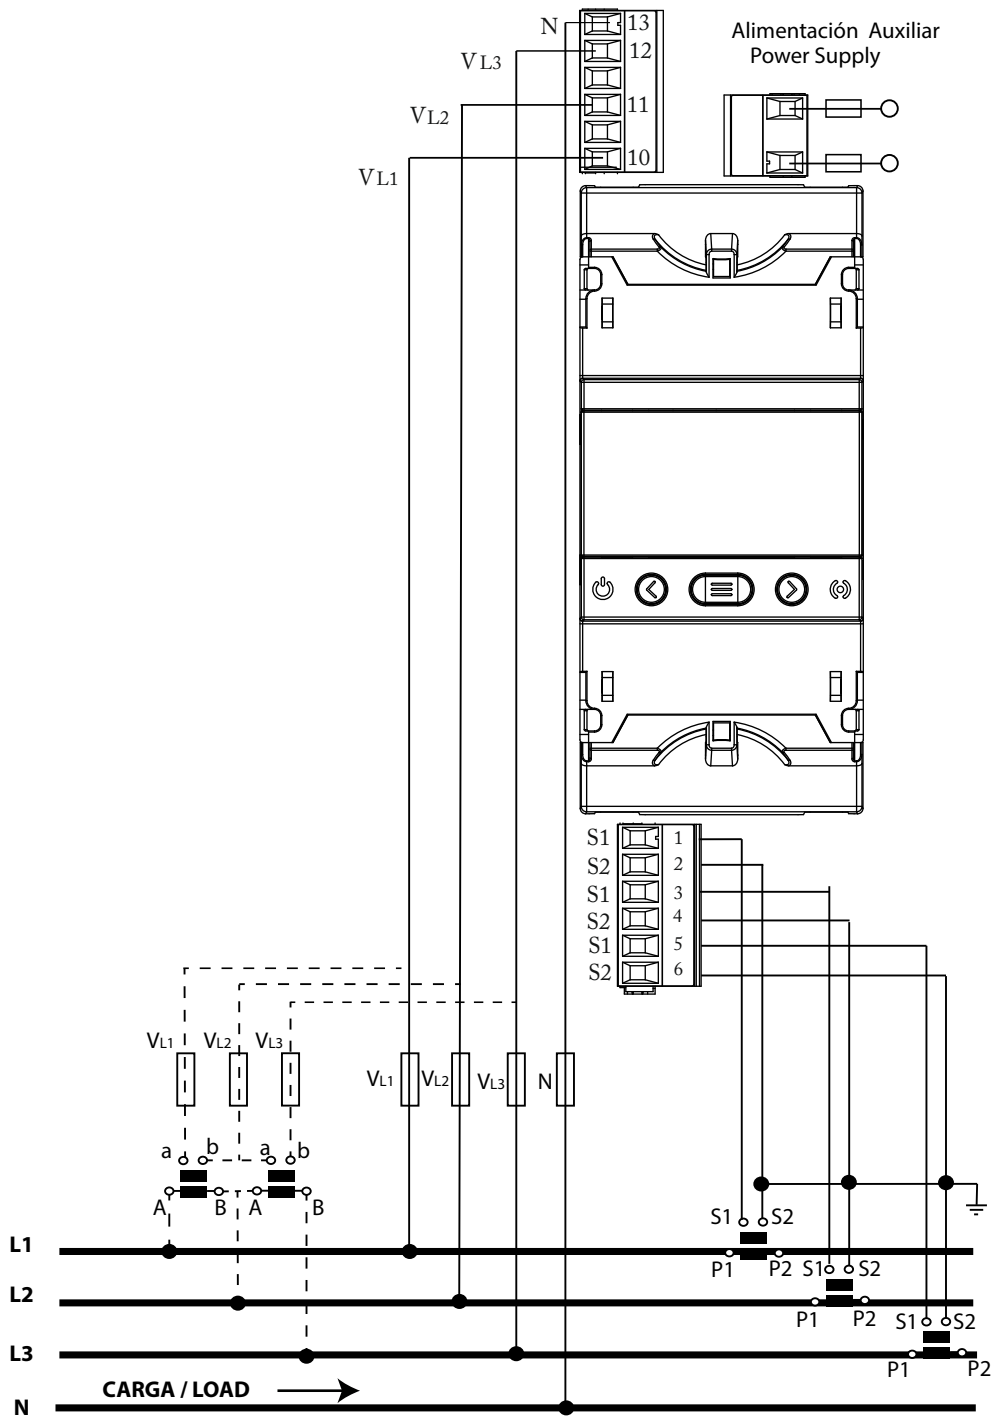 N 13
Alimentación Auxiliar
Power Supply
VL3 12
VL2 11
VL1 10
S1 1
S2 2
S1 3
S2 4
S1 5
S2 6
VL1 VL2 VL3
VL1 VL2 VL3 N
a b a b
A B A B
S1 S2
L1
P1 P2 S1 S2
L2
P1 P2 S1 S2
L3
P1 P2
CARGA / LOAD
N